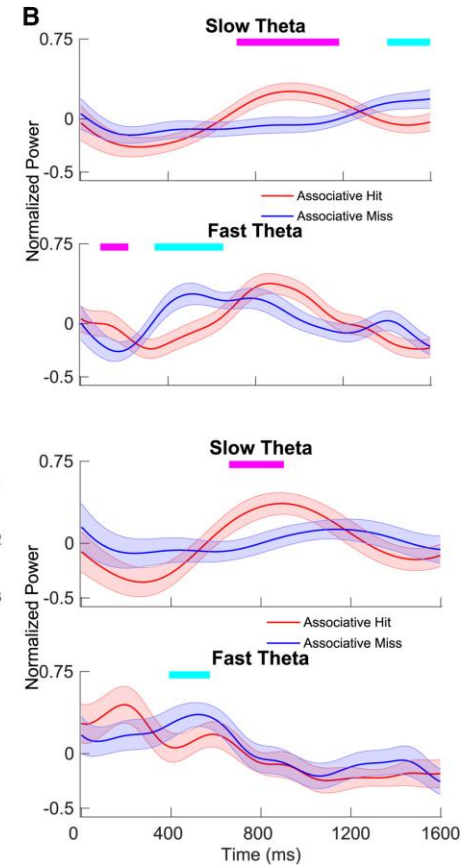 B
Slow Theta
0.75
0
-0.5
Normalized Power
Associative Hit
Associative Miss
Fast Theta
0.75
0
-0.5
Slow Theta
0.75
0
-0.5
Normalized Power
Associative Hit
Associative Miss
Fast Theta
0.75
0
-0.5
0 400 800 1200 1600
Time (ms)